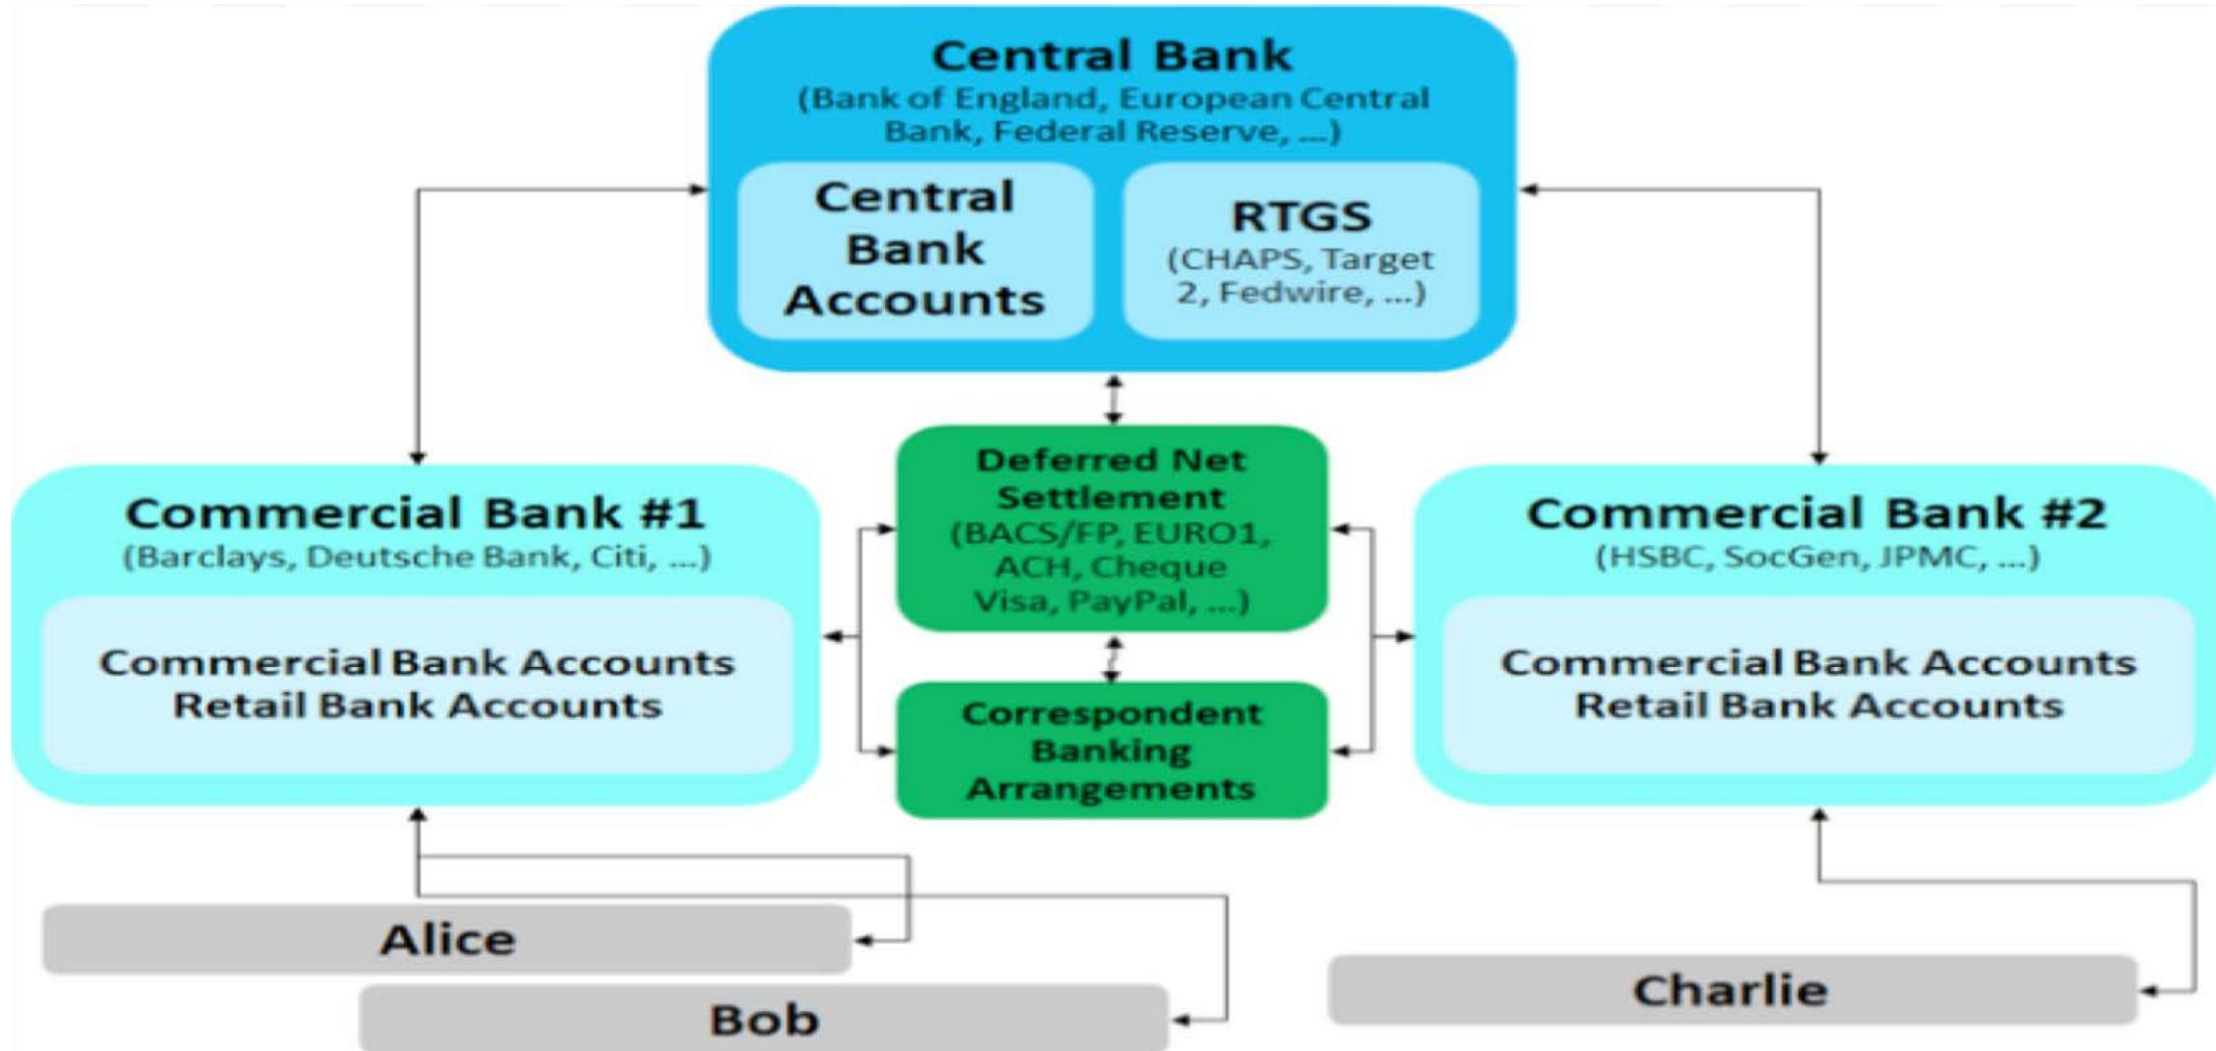 Central Bank
(Bank of England, European Central
Bank, Federal Reserve, ...)
Central
Bank
Accounts
RTGS
(CHAPS, Target
2, Fedwire, ...)
Deferred Net
Settlement
(BACS/FP, EURO1,
ACH, Cheque
Visa, PayPal, ...)
Commercial Bank #1
(Barclays, Deutsche Bank, Citi, ...)
Commercial Bank Accounts
Retail Bank Accounts
Commercial Bank #2
(HSBC, SocGen, JPMC, ...)
Commercial Bank Accounts
Retail Bank Accounts
Correspondent
Banking
Arrangements
Alice
Bob
Charlie